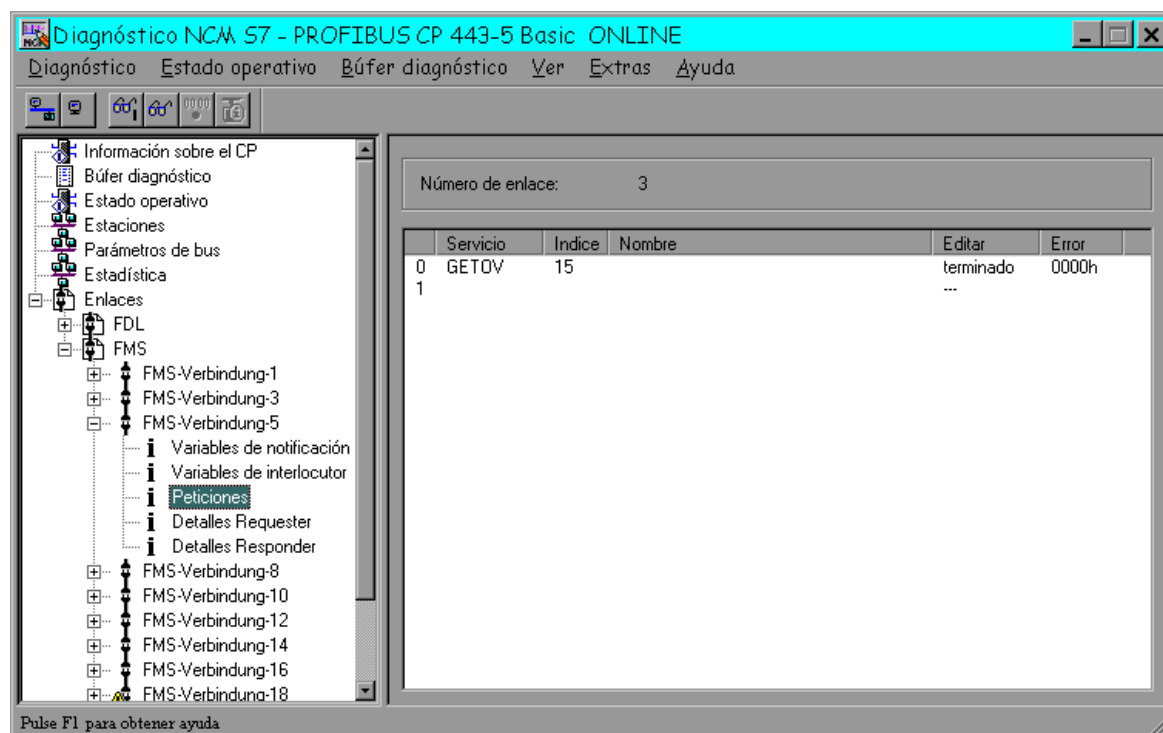 Diagnóstico NCM S7 - PROFIBUS CP 443-5 Basic ONLINE
Diagnóstico Estado operativo Búfer diagnóstico Ver Extras Ayuda
Información sobre el CP
Búfer diagnóstico
Estado operativo
Estaciones
Parámetros de bus
Estadística
Enlaces
FDL
FMS
FMS-Verbindung-1
FMS-Verbindung-3
FMS-Verbindung-5
Variables de notificación
Variables de interlocutor
Peticiones
Detalles Requester
Detalles Responder
FMS-Verbindung-8
FMS-Verbindung-10
FMS-Verbindung-12
FMS-Verbindung-14
FMS-Verbindung-16
FMS-Verbindung-18
Número de enlace: 3
Servicio Indice Nombre Editar Error
0 GETOV 15 terminado 0000h
1 ---
Pulse F1 para obtener ayuda